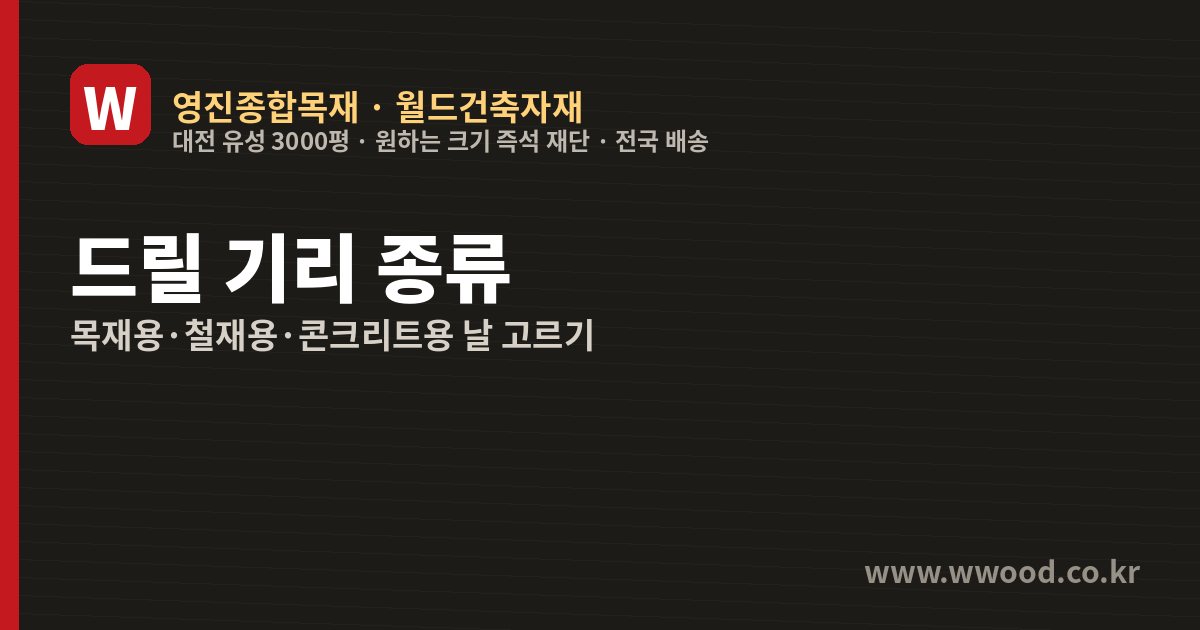 W
영진종합목재 · 월드건축자재
대전 유성 3000평 · 원하는 크기 즉석 재단 · 전국 배송
드릴 기리 종류
목재용·철재용·콘크리트용 날 고르기
www.wwood.co.kr